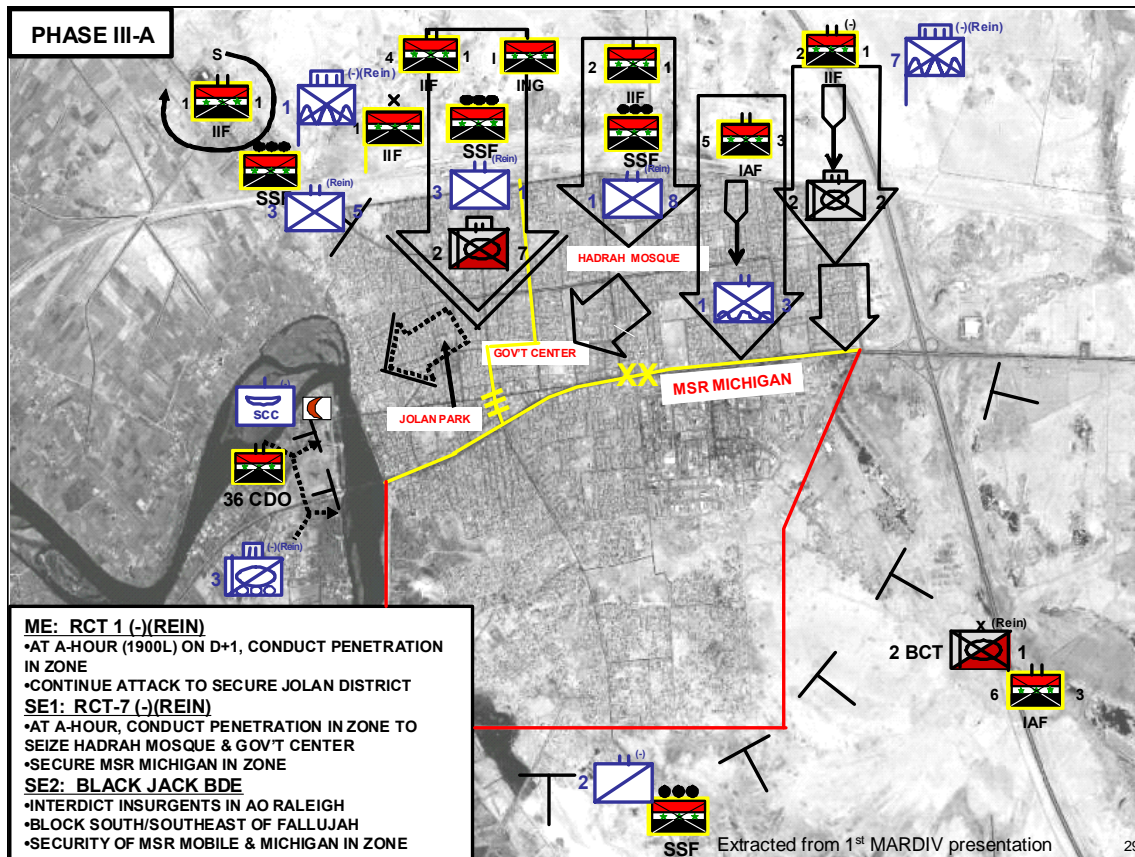 PHASE III-A
S
1
1
IIF
SSF
(-)(Rein)
1
X
1
IIF
(Rein)
3
5
4
1
IIF
I
ING
SSF
(Rein)
3
1
2
7
2
1
IIF
SSF
(Rein)
1
8
HADRAH MOSQUE
5
3
IAF
1
3
(-)
2
1
IIF
2
2
(-)(Rein)
7
GOV'T CENTER
JOLAN PARK
XX
MSR MICHIGAN
(-)
SCC
36 CDO
(-)(Rein)
3
X
(Rein)
2 BCT
1
6
3
IAF
(-)
2
SSF
ME: RCT 1 (-)(REIN)
•AT A-HOUR (1900L) ON D+1, CONDUCT PENETRATION
IN ZONE
•CONTINUE ATTACK TO SECURE JOLAN DISTRICT
SE1: RCT-7 (-)(REIN)
•AT A-HOUR, CONDUCT PENETRATION IN ZONE TO
SEIZE HADRAH MOSQUE & GOV'T CENTER
•SECURE MSR MICHIGAN IN ZONE
SE2: BLACK JACK BDE
•INTERDICT INSURGENTS IN AO RALEIGH
•BLOCK SOUTH/SOUTHEAST OF FALLUJAH
•SECURITY OF MSR MOBILE & MICHIGAN IN ZONE
Extracted from 1st MARDIV presentation
29